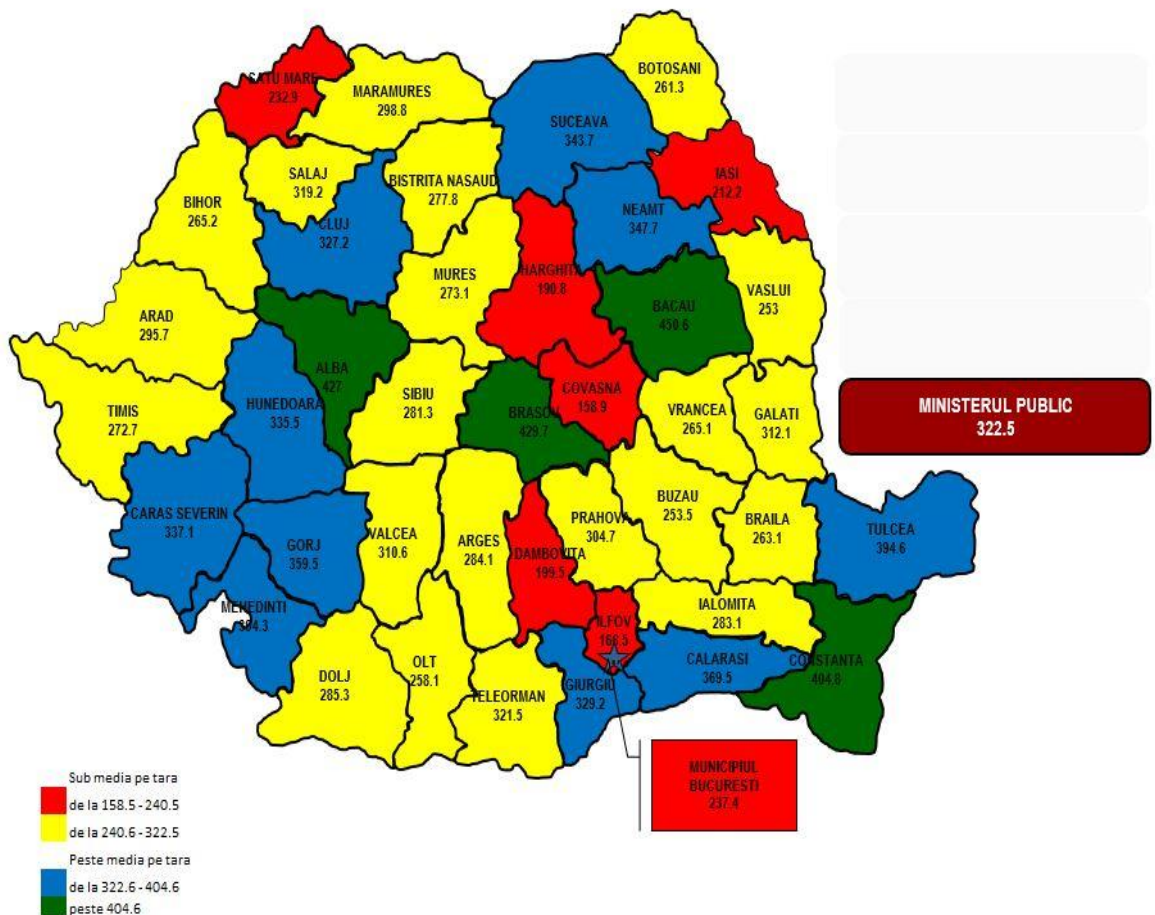 BOTOSANI
261.3
SATU MARE
232.9
MARAMURES
298.8
SUCEAVA
343.7
IASI
212.2
SALAJ
319.2
BISTRITA NASAUD
277.8
BIHOR
265.2
NEAMT
347.7
CLUJ
327.2
MURES
273.1
HARGHITA
190.8
VASLUI
253
BACAU
450.6
ARAD
295.7
ALBA
427
SIBIU
281.3
COVASNA
158.9
HUNEDOARA
335.5
BRASOV
429.7
TIMIS
272.7
VRANCEA
265.1
GALATI
312.1
MINISTERUL PUBLIC
322.5
CARAS SEVERIN
337.1
GORJ
359.5
VALCEA
310.6
ARGES
284.1
PRAHOVA
304.7
BUZAU
253.5
BRAILA
263.1
TULCEA
394.6
DAMBOVITA
199.5
MEHEDINTI
384.3
IALOMITA
283.1
ILFOV
168.5
DOLJ
285.3
OLT
258.1
TELEORMAN
321.5
GIURGIU
329.2
CALARASI
369.5
CONSTANTA
404.8
MUNICIPIUL
BUCURESTI
237.4
Sub media pe tara
de la 158.5 - 240.5
de la 240.6 - 322.5
Peste media pe tara
de la 322.6 - 404.6
peste 404.6